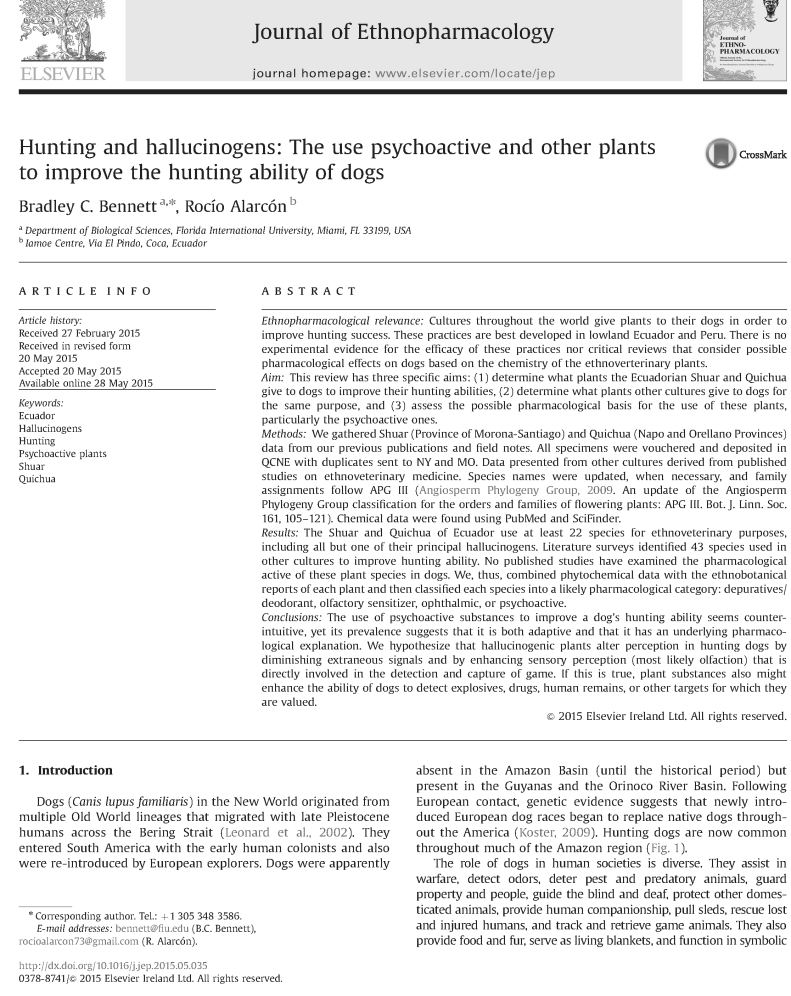 Journal of Ethnopharmacology
journal homepage: www.elsevier.com/locate/jep
ELSEVIER
Journal of
ETHNO-
PHARMACOLOGY
Hunting and hallucinogens: The use psychoactive and other plants
to improve the hunting ability of dogs
CrossMark
Bradley C. Bennett a,*, Rocío Alarcón b
a Department of Biological Sciences, Florida International University, Miami, FL 33199, USA
b Iamoe Centre, Via El Pindo, Coca, Ecuador
ARTICLE INFO
Article history:
Received 27 February 2015
Received in revised form
20 May 2015
Accepted 20 May 2015
Available online 28 May 2015
Keywords:
Ecuador
Hallucinogens
Hunting
Psychoactive plants
Shuar
Quichua
ABSTRACT
Ethnopharmacological relevance: Cultures throughout the world give plants to their dogs in order to
improve hunting success. These practices are best developed in lowland Ecuador and Peru. There is no
experimental evidence for the efficacy of these practices nor critical reviews that consider possible
pharmacological effects on dogs based on the chemistry of the ethnoverterinary plants.
Aim: This review has three specific aims: (1) determine what plants the Ecuadorian Shuar and Quichua
give to dogs to improve their hunting abilities, (2) determine what plants other cultures give to dogs for
the same purpose, and (3) assess the possible pharmacological basis for the use of these plants,
particularly the psychoactive ones.
Methods: We gathered Shuar (Province of Morona-Santiago) and Quichua (Napo and Orellano Provinces)
data from our previous publications and field notes. All specimens were vouchered and deposited in
QCNE with duplicates sent to NY and MO. Data presented from other cultures derived from published
studies on ethnoveterinary medicine. Species names were updated, when necessary, and family
assignments follow APG III (Angiosperm Phylogeny Group, 2009. An update of the Angiosperm
Phylogeny Group classification for the orders and families of flowering plants: APG III. Bot. J. Linn. Soc.
161, 105–121). Chemical data were found using PubMed and SciFinder.
Results: The Shuar and Quichua of Ecuador use at least 22 species for ethnoveterinary purposes,
including all but one of their principal hallucinogens. Literature surveys identified 43 species used in
other cultures to improve hunting ability. No published studies have examined the pharmacological
active of these plant species in dogs. We, thus, combined phytochemical data with the ethnobotanical
reports of each plant and then classified each species into a likely pharmacological category: depuratives/
deodorant, olfactory sensitizer, ophthalmic, or psychoactive.
Conclusions: The use of psychoactive substances to improve a dog's hunting ability seems counter-
intuitive, yet its prevalence suggests that it is both adaptive and that it has an underlying pharmaco-
logical explanation. We hypothesize that hallucinogenic plants alter perception in hunting dogs by
diminishing extraneous signals and by enhancing sensory perception (most likely olfaction) that is
directly involved in the detection and capture of game. If this is true, plant substances also might
enhance the ability of dogs to detect explosives, drugs, human remains, or other targets for which they
are valued.
© 2015 Elsevier Ireland Ltd. All rights reserved.
1. Introduction
Dogs (Canis lupus familiaris) in the New World originated from
multiple Old World lineages that migrated with late Pleistocene
humans across the Bering Strait (Leonard et al., 2002). They
entered South America with the early human colonists and also
were re-introduced by European explorers. Dogs were apparently
absent in the Amazon Basin (until the historical period) but
present in the Guyanas and the Orinoco River Basin. Following
European contact, genetic evidence suggests that newly intro-
duced European dog races began to replace native dogs through-
out the America (Koster, 2009). Hunting dogs are now common
throughout much of the Amazon region (Fig. 1).
The role of dogs in human societies is diverse. They assist in
warfare, detect odors, deter pest and predatory animals, guard
property and people, guide the blind and deaf, protect other domes-
ticated animals, provide human companionship, pull sleds, rescue lost
and injured humans, and track and retrieve game animals. They also
provide food and fur, serve as living blankets, and function in symbolic
* Corresponding author. Tel.: +1 305 348 3586.
E-mail addresses: bennett@fiu.edu (B.C. Bennett),
rocioalarcon73@gmail.com (R. Alarcón).
http://dx.doi.org/10.1016/j.jep.2015.05.035
0378-8741/© 2015 Elsevier Ireland Ltd. All rights reserved.